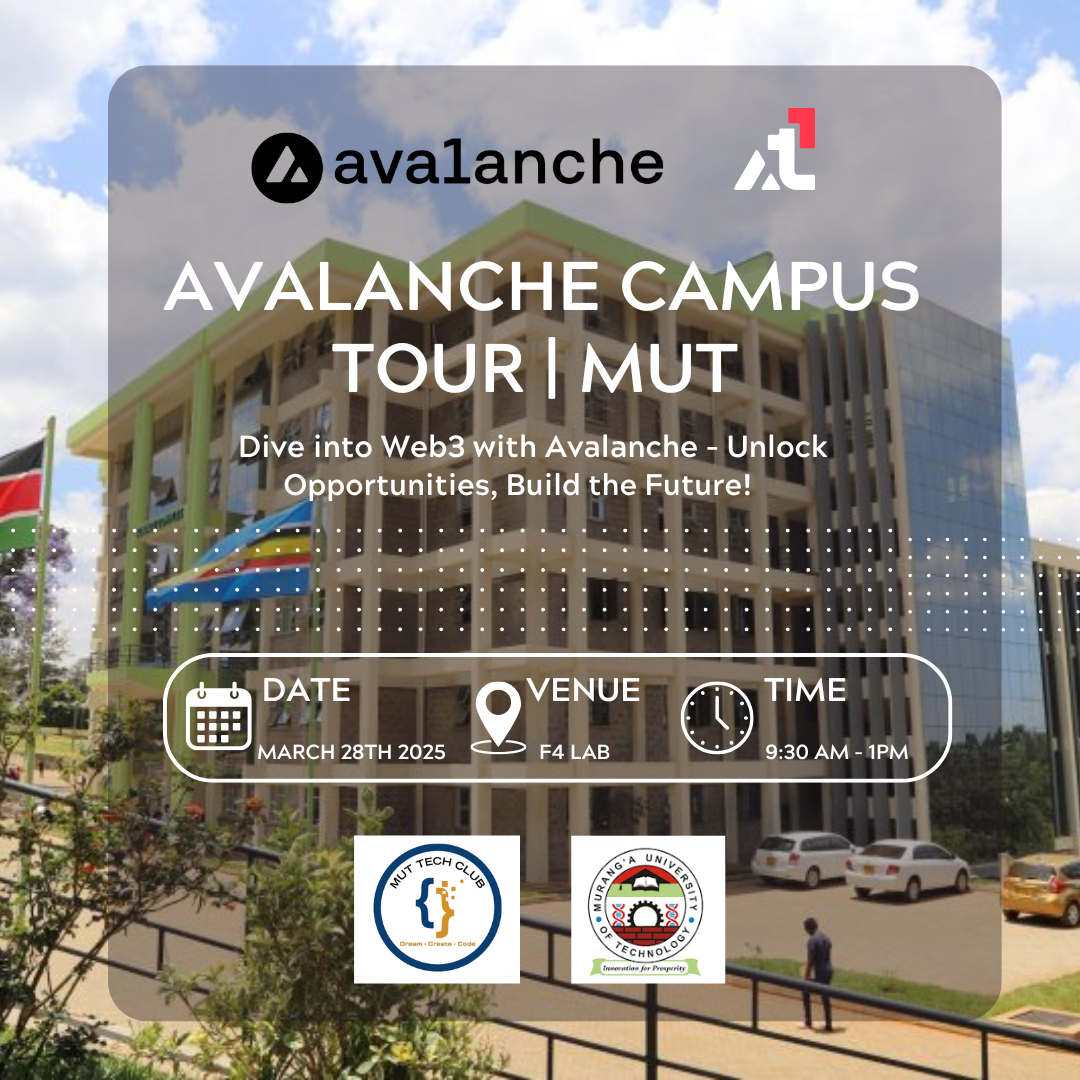 ava1anche
AVALANCHE CAMPUS
TOUR | MUT
Dive into Web3 with Avalanche - Unlock
Opportunities, Build the Future!
DATE
MARCH 28TH 2025
VENUE
F4 LAB
TIME
9:30 AM - 1PM
MUT TECH CLUB
Dream • Create • Code
MURANG'A UNIVERSITY
OF TECHNOLOGY
Innovation for Prosperity